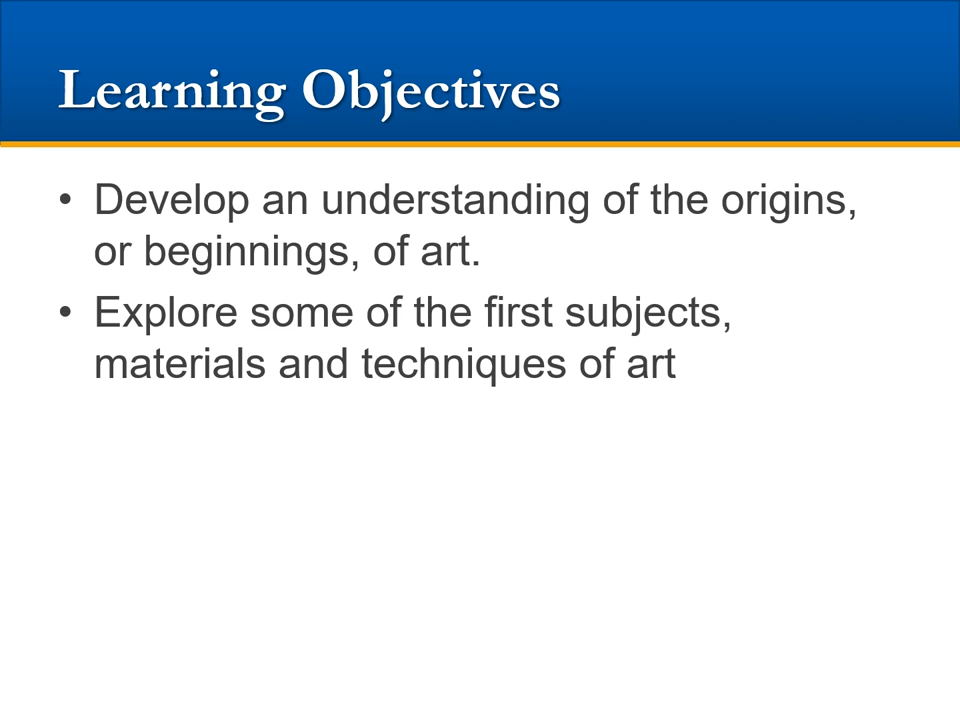 Learning Objectives
• Develop an understanding of the origins,
or beginnings, of art.
• Explore some of the first subjects,
materials and techniques of art